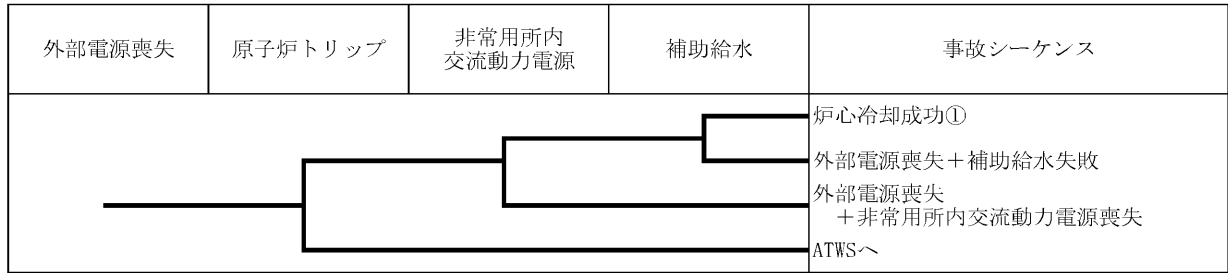 外部電源喪失
原子炉トリップ
非常用所内
交流動力電源
補助給水
事故シーケンス
炉心冷却成功①
外部電源喪失＋補助給水失敗
外部電源喪失
＋非常用所内交流動力電源喪失
ATWSへ